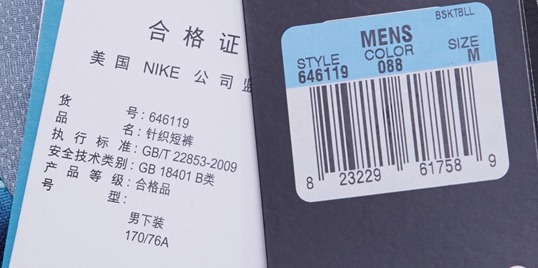 合格证
美国 NIKE 公司监
货号:646119
品名:针织短裤
执行标准:GB/T 22853-2009
安全技术类别:GB 18401 B类
产品等级:合格品
号型:
男下装
170/76A
BSKTBLL
MENS
STYLE COLOR SIZE
646119 088 M
8 23229 61758 9